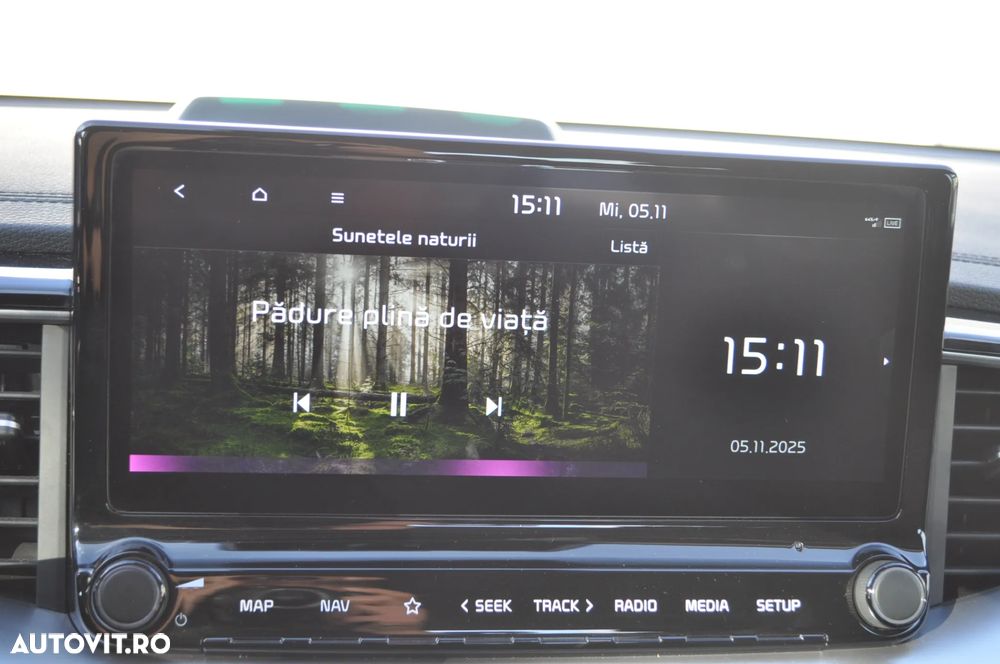 15:11 Mi, 05.11
LIVE
Sunetele naturii Listă
Pădure plină de viață
15:11
05.11.2025
MAP NAV < SEEK TRACK > RADIO MEDIA SETUP
AUTOVIT.RO